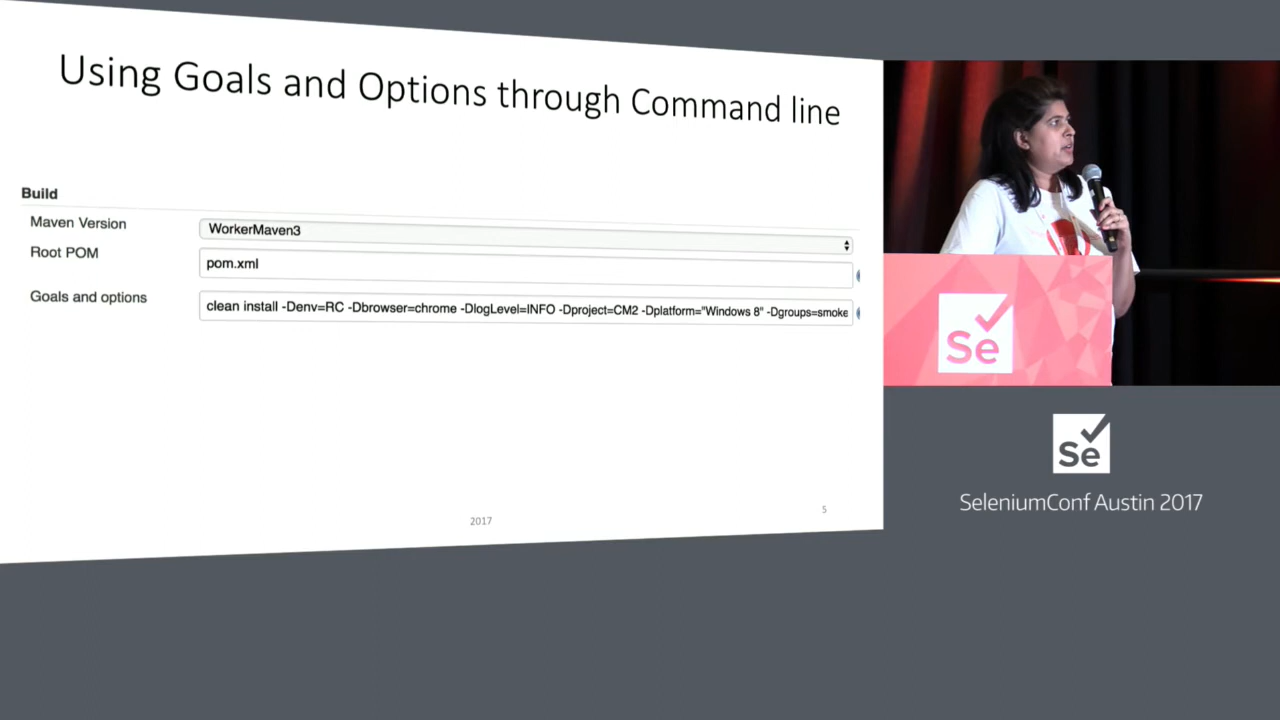 Using Goals and Options through Command line
Build
Maven Version
WorkerMaven3
Root POM
pom.xml
Goals and options
clean install -Denv=RC -Dbrowser=chrome -DlogLevel=INFO -Dproject=CM2 -Dplatform="Windows 8" -Dgroups=smoke
2017
5
Se
Se
SeleniumConf Austin 2017